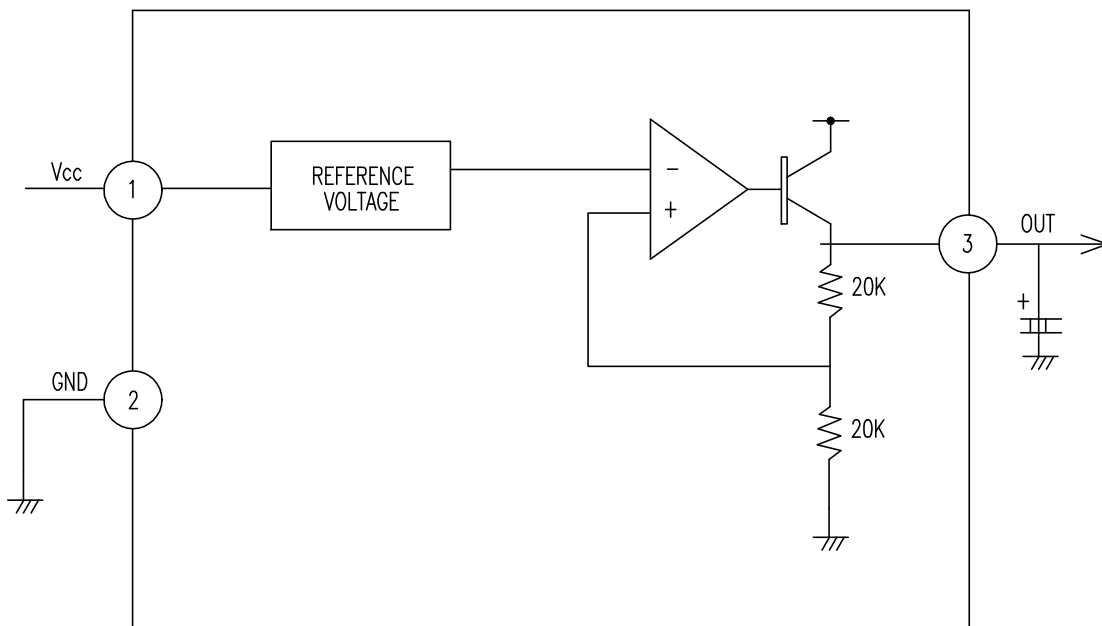 Vcc
1
REFERENCE
VOLTAGE
−
+
3
OUT
20K
+
GND
2
20K